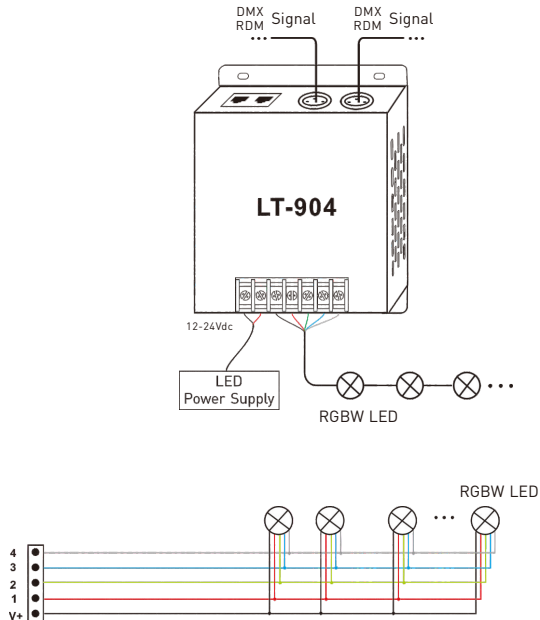 DMX
RDM Signal
DMX
RDM Signal
LT-904
12-24Vdc
LED
Power Supply
RGBW LED
RGBW LED
4
3
2
1
V+